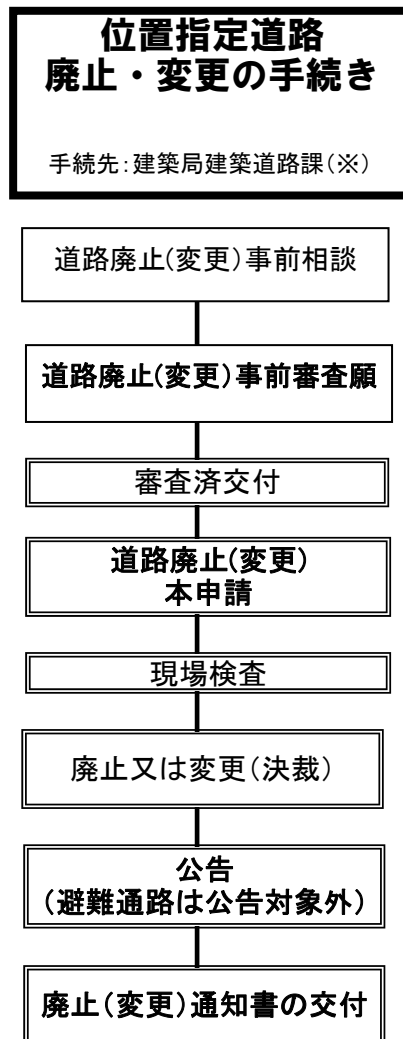 位置指定道路
廃止・変更の手続き
手続先:建築局建築道路課(※)
道路廃止(変更)事前相談
道路廃止(変更)事前審査願
審査済交付
道路廃止(変更)
本申請
現場検査
廃止又は変更(決裁)
公告
(避難通路は公告対象外)
廃止(変更)通知書の交付